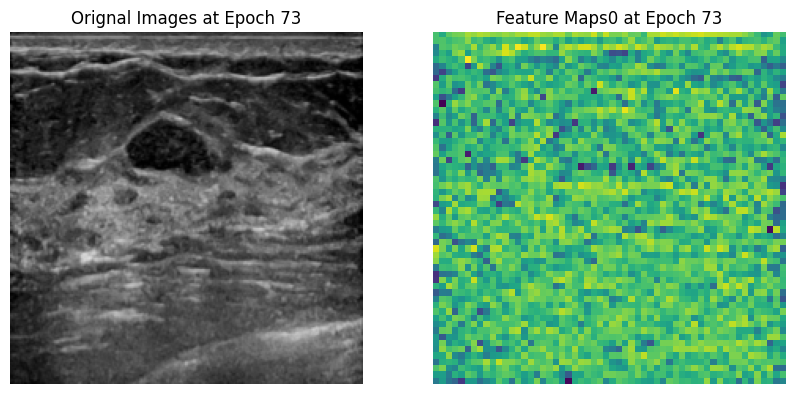 Orignal Images at Epoch 73
Feature Maps0 at Epoch 73